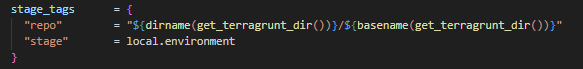 stage_tags = {
"repo" = "${dirname(get_terragrunt_dir())}/${basename(get_terragrunt_dir())}"
"stage" = local.environment
}